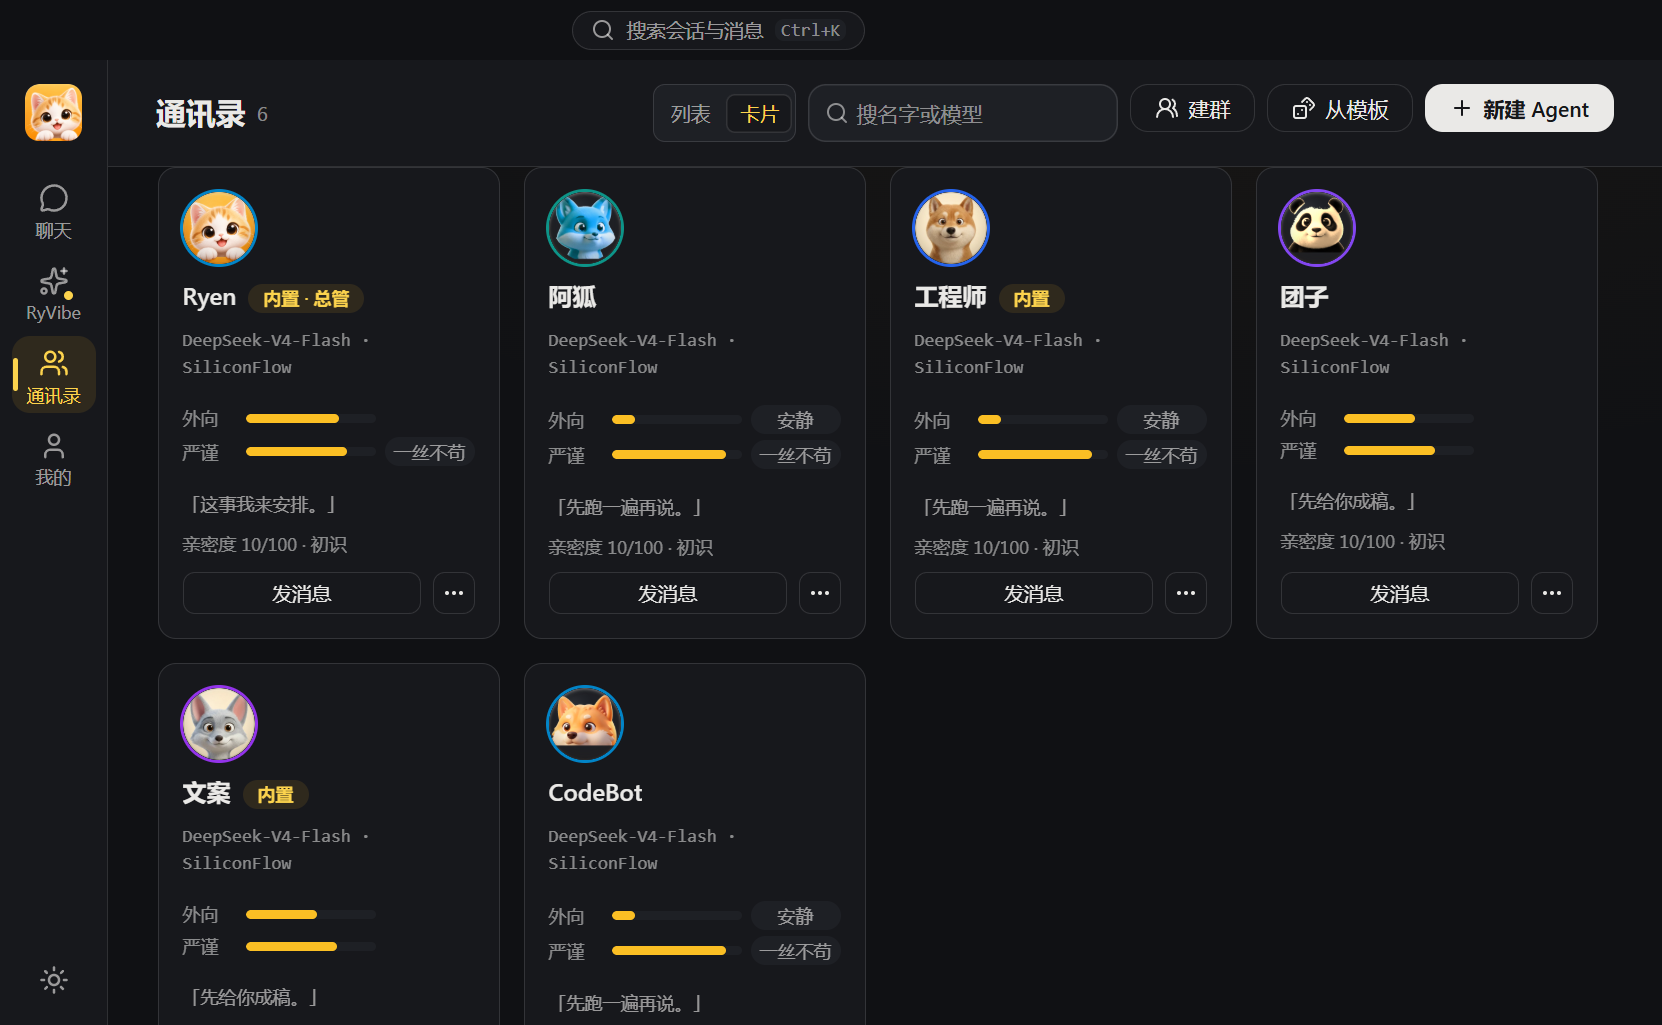 搜索会话与消息 Ctrl+K
通讯录 6
列表 卡片
搜名字或模型
建群
从模板
+ 新建 Agent
聊天
RyVibe
通讯录
我的
Ryen 内置 · 总管
DeepSeek-V4-Flash ·
SiliconFlow
外向
严谨 一丝不苟
「这事我来安排。」
亲密度 10/100 · 初识
发消息 ···
阿狐
DeepSeek-V4-Flash ·
SiliconFlow
外向 安静
严谨 一丝不苟
「先跑一遍再说。」
亲密度 10/100 · 初识
发消息 ···
工程师 内置
DeepSeek-V4-Flash ·
SiliconFlow
外向 安静
严谨 一丝不苟
「先跑一遍再说。」
亲密度 10/100 · 初识
发消息 ···
团子
DeepSeek-V4-Flash ·
SiliconFlow
外向
严谨
「先给你成稿。」
亲密度 10/100 · 初识
发消息 ···
文案 内置
DeepSeek-V4-Flash ·
SiliconFlow
外向
严谨
「先给你成稿。」
CodeBot
DeepSeek-V4-Flash ·
SiliconFlow
外向 安静
严谨 一丝不苟
「先跑一遍再说。」